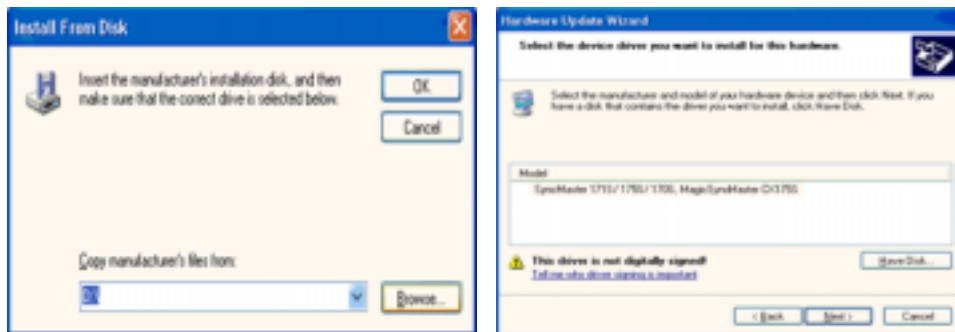 Install From Disk
Insert the manufacturer's installation disk, and then
make sure that the correct drive is selected below.
OK
Cancel
Copy manufacturer's files from:
D:\
Browse...
Hardware Update Wizard
Select the device driver you want to install for this hardware.
Select the manufacturer and model of your hardware device and then click Next. If you
have a disk that contains the driver you want to install, click Have Disk.
Model
SyncMaster 171S/ 175S/ 170S, MagicSyncMaster CX175S
This driver is not digitally signed!
Tell me why driver signing is important
Have Disk...
< Back
Next >
Cancel